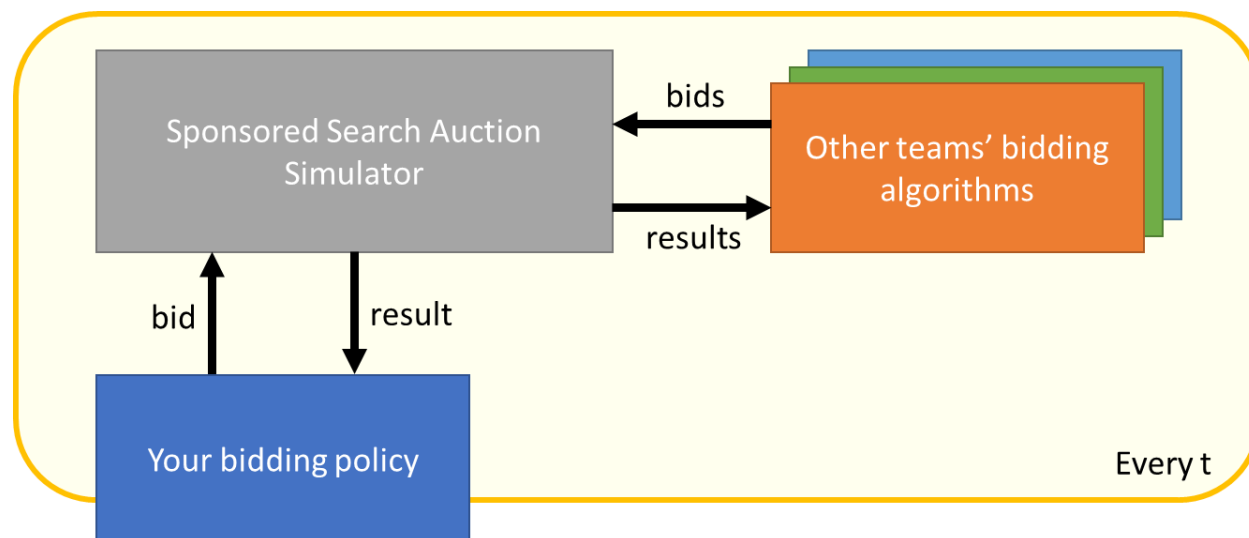 Sponsored Search Auction
Simulator
bids
results
Other teams' bidding
algorithms
bid
result
Your bidding policy
Every t